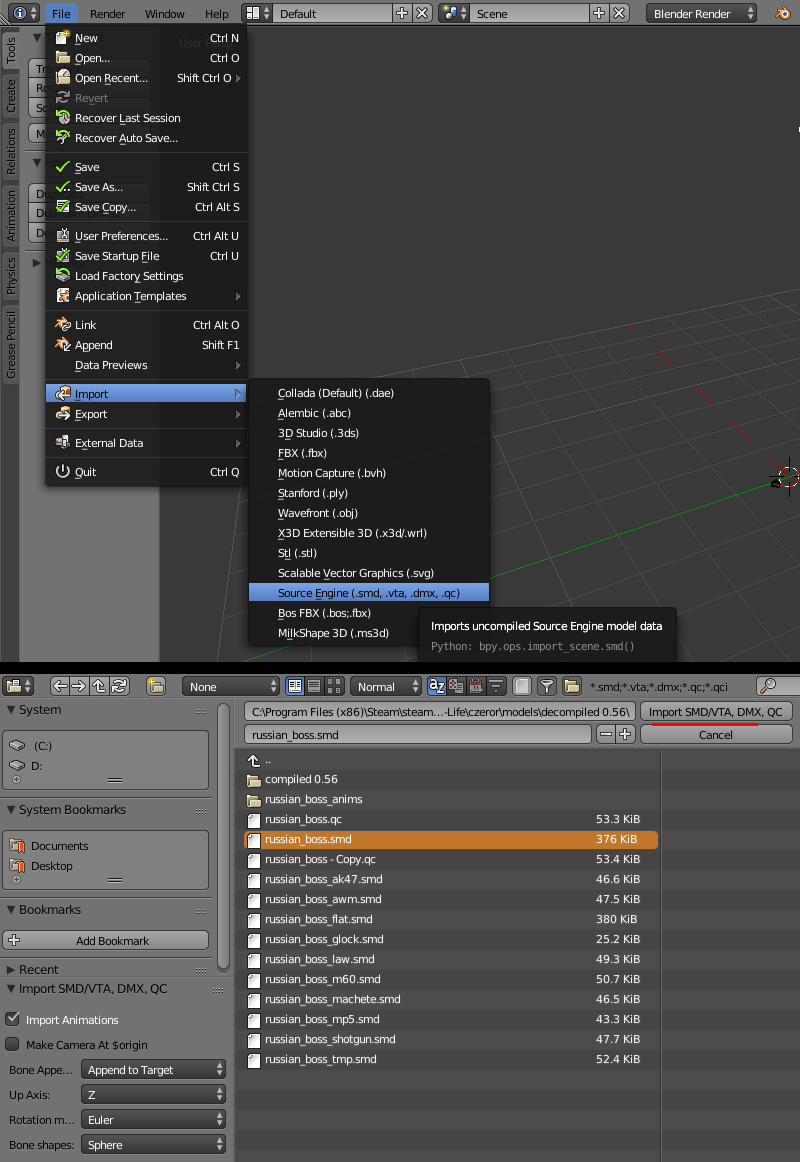 File Render Window Help Default Scene Blender Render
User Persp
Tools
Create
Relations
Animation
Physics
Grease Pencil
New Ctrl N
Open... Ctrl O
Open Recent... Shift Ctrl O
Revert
Recover Last Session
Recover Auto Save...
Save Ctrl S
Save As... Shift Ctrl S
Save Copy... Ctrl Alt S
User Preferences... Ctrl Alt U
Save Startup File Ctrl U
Load Factory Settings
Application Templates
Link Ctrl Alt O
Append Shift F1
Data Previews
Import
Export
External Data
Quit Ctrl Q
Collada (Default) (.dae)
Alembic (.abc)
3D Studio (.3ds)
FBX (.fbx)
Motion Capture (.bvh)
Stanford (.ply)
Wavefront (.obj)
X3D Extensible 3D (.x3d/.wrl)
Stl (.stl)
Scalable Vector Graphics (.svg)
Source Engine (.smd, .vta, .dmx, .qc)
Bos FBX (.bos;.fbx)
MilkShape 3D (.ms3d)
Imports uncompiled Source Engine model data
Python: bpy.ops.import_scene.smd()
None Normal *.smd;*.vta;*.dmx;*.qc;*.qci
System
(C:)
D:
System Bookmarks
Documents
Desktop
Bookmarks
Add Bookmark
Recent
Import SMD/VTA, DMX, QC
Import Animations
Make Camera At $origin
Bone Appe... Append to Target
Up Axis: Z
Rotation m... Euler
Bone shapes: Sphere
C:\Program Files (x86)\Steam\steam...-Life\czeror\models\decompiled 0.56\ Import SMD/VTA, DMX, QC
russian_boss.smd Cancel
..
compiled 0.56
russian_boss_anims
russian_boss.qc 53.3 KiB
russian_boss.smd 376 KiB
russian_boss - Copy.qc 53.4 KiB
russian_boss_ak47.smd 46.6 KiB
russian_boss_awm.smd 47.5 KiB
russian_boss_flat.smd 380 KiB
russian_boss_glock.smd 25.2 KiB
russian_boss_law.smd 49.3 KiB
russian_boss_m60.smd 50.7 KiB
russian_boss_machete.smd 46.5 KiB
russian_boss_mp5.smd 43.3 KiB
russian_boss_shotgun.smd 47.7 KiB
russian_boss_tmp.smd 52.4 KiB